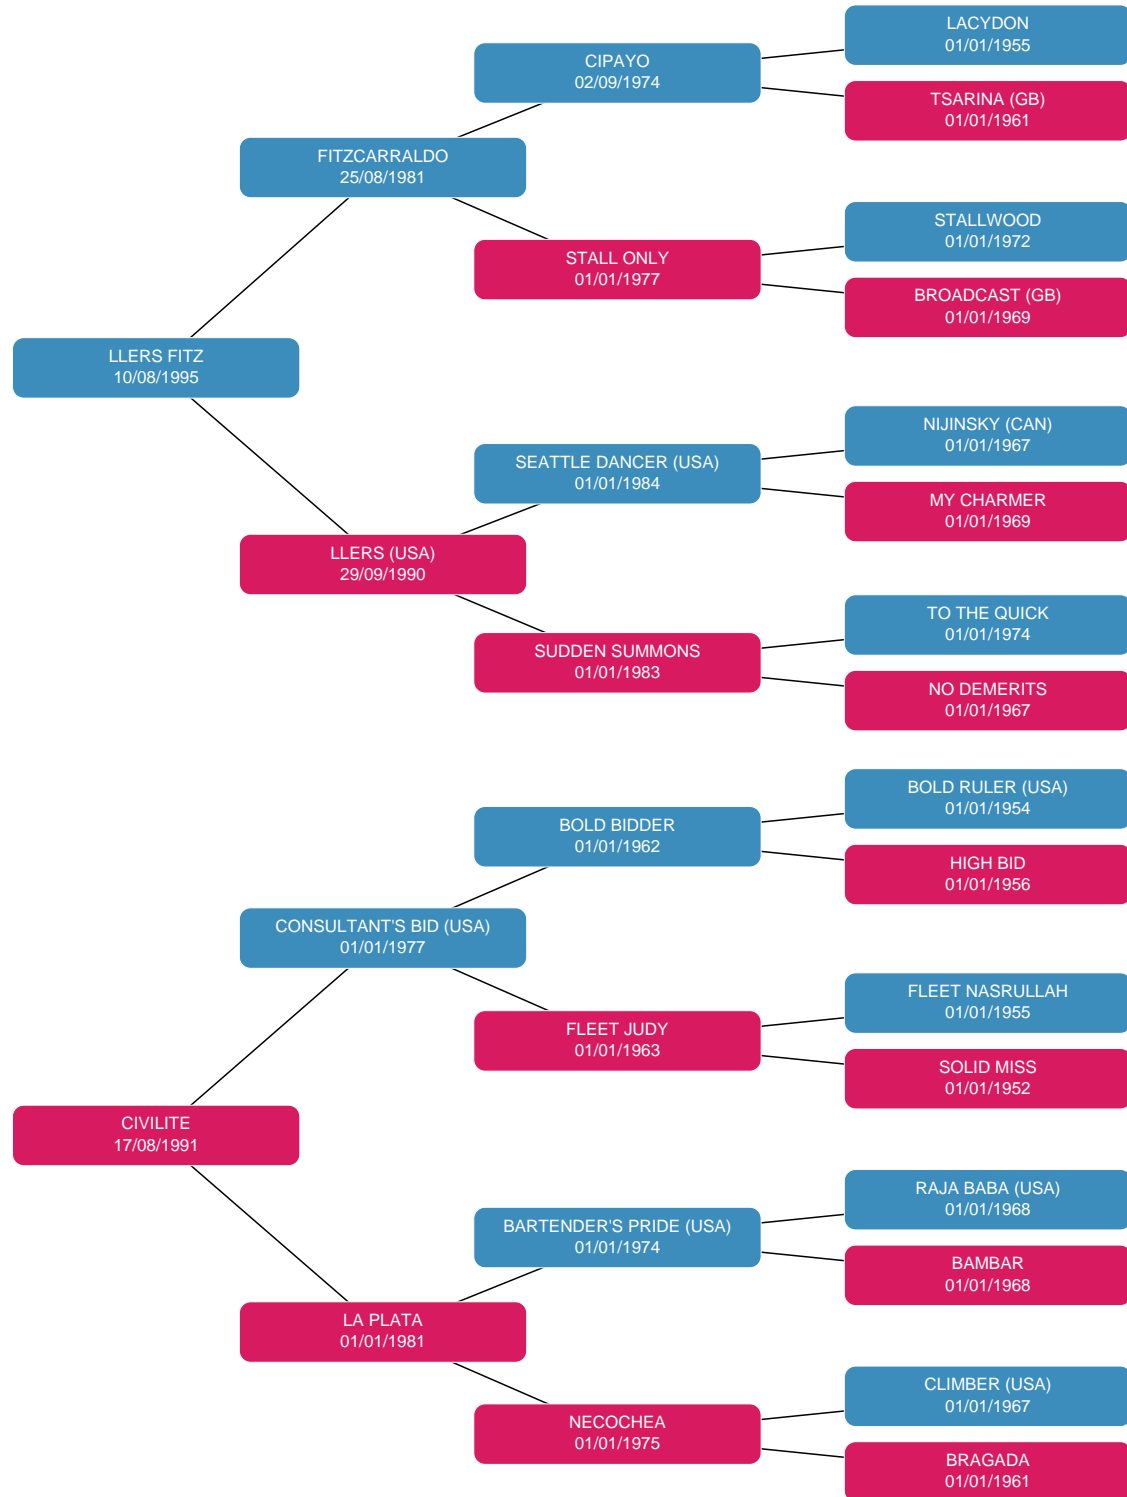 LACYDON
01/01/1955
CIPAYO
02/09/1974
TSARINA (GB)
01/01/1961
FITZCARRALDO
25/08/1981
STALLWOOD
01/01/1972
STALL ONLY
01/01/1977
BROADCAST (GB)
01/01/1969
LLERS FITZ
10/08/1995
NIJINSKY (CAN)
01/01/1967
SEATTLE DANCER (USA)
01/01/1984
MY CHARMER
01/01/1969
LLERS (USA)
29/09/1990
TO THE QUICK
01/01/1974
SUDDEN SUMMONS
01/01/1983
NO DEMERITS
01/01/1967
BOLD RULER (USA)
01/01/1954
BOLD BIDDER
01/01/1962
HIGH BID
01/01/1956
CONSULTANT'S BID (USA)
01/01/1977
FLEET NASRULLAH
01/01/1955
FLEET JUDY
01/01/1963
SOLID MISS
01/01/1952
CIVILITE
17/08/1991
RAJA BABA (USA)
01/01/1968
BARTENDER'S PRIDE (USA)
01/01/1974
BAMBAR
01/01/1968
LA PLATA
01/01/1981
CLIMBER (USA)
01/01/1967
NECOCHEA
01/01/1975
BRAGADA
01/01/1961